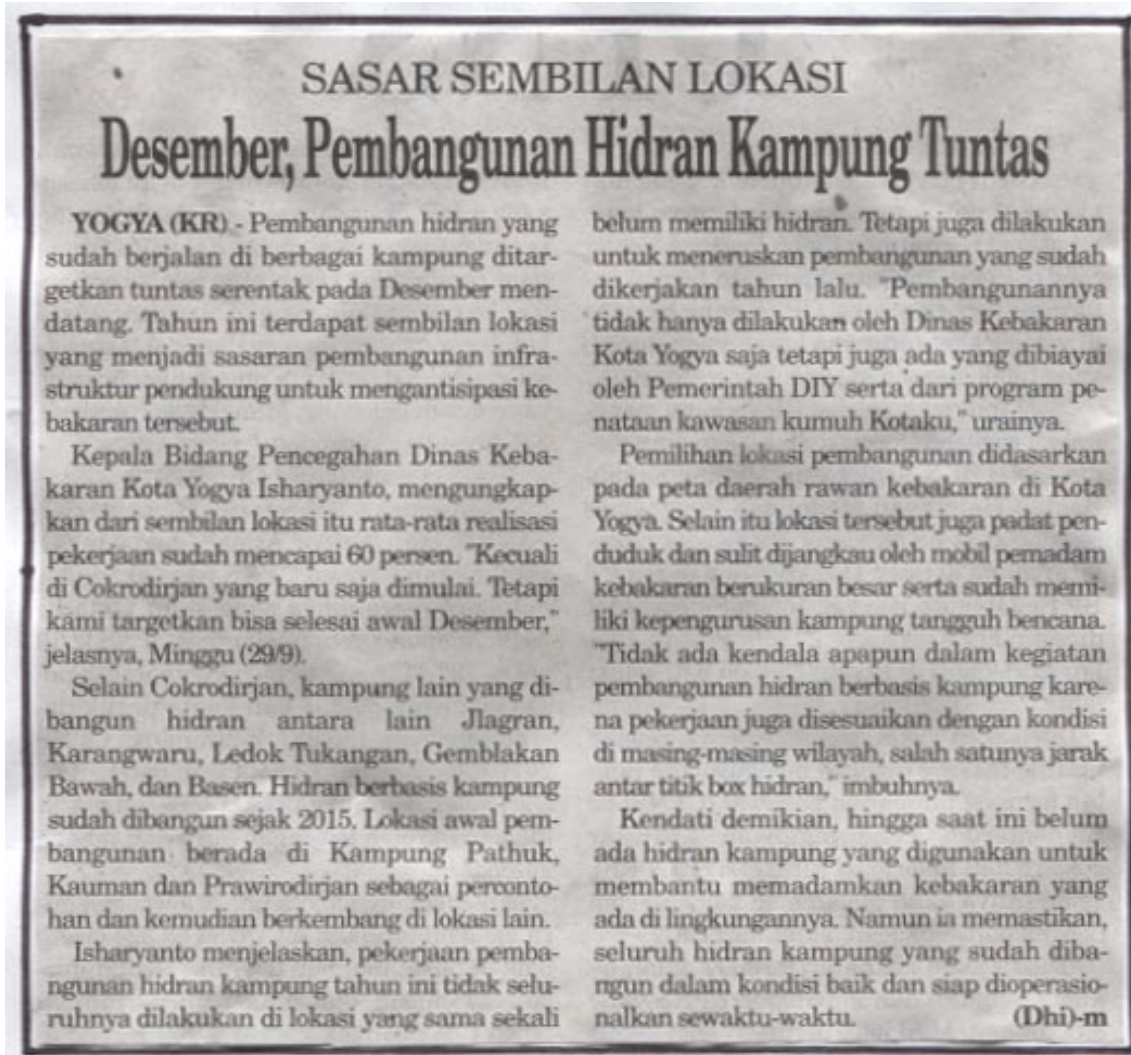 SASAR SEMBILAN LOKASI
Desember, Pembangunan Hidran Kampung Tuntas
YOGYA (KR) - Pembangunan hidran yang
sudah berjalan di berbagai kampung ditar-
getkan tuntas serentak pada Desember men-
datang. Tahun ini terdapat sembilan lokasi
yang menjadi sasaran pembangunan infra-
struktur pendukung untuk mengantisipasi ke-
bakaran tersebut.
Kepala Bidang Pencegahan Dinas Keba-
karan Kota Yogya Isharyanto, mengungkap-
kan dari sembilan lokasi itu rata-rata realisasi
pekerjaan sudah mencapai 60 persen. "Kecuali
di Cokrodirjan yang baru saja dimulai. Tetapi
kami targetkan bisa selesai awal Desember,"
jelasnya, Minggu (29/9).
Selain Cokrodirjan, kampung lain yang di-
bangun hidran antara lain Jlagran,
Karangwaru, Ledok Tukangan, Gemblakan
Bawah, dan Basen. Hidran berbasis kampung
sudah dibangun sejak 2015. Lokasi awal pem-
bangunan berada di Kampung Pathuk,
Kauman dan Prawirodirjan sebagai perconto-
han dan kemudian berkembang di lokasi lain.
Isharyanto menjelaskan, pekerjaan pemba-
ngunan hidran kampung tahun ini tidak selu-
ruhnya dilakukan di lokasi yang sama sekali
belum memiliki hidran. Tetapi juga dilakukan
untuk meneruskan pembangunan yang sudah
dikerjakan tahun lalu. "Pembangunannya
tidak hanya dilakukan oleh Dinas Kebakaran
Kota Yogya saja tetapi juga ada yang dibiayai
oleh Pemerintah DIY serta dari program pe-
nataan kawasan kumuh Kotaku," urainya.
Pemilihan lokasi pembangunan didasarkan
pada peta daerah rawan kebakaran di Kota
Yogya. Selain itu lokasi tersebut juga padat pen-
duduk dan sulit dijangkau oleh mobil pemadam
kebakaran berukuran besar serta sudah memi-
liki kepengurusan kampung tangguh bencana.
"Tidak ada kendala apapun dalam kegiatan
pembangunan hidran berbasis kampung kare-
na pekerjaan juga disesuaikan dengan kondisi
di masing-masing wilayah, salah satunya jarak
antar titik box hidran," imbuhnya.
Kendati demikian, hingga saat ini belum
ada hidran kampung yang digunakan untuk
membantu memadamkan kebakaran yang
ada di lingkungannya. Namun ia memastikan,
seluruh hidran kampung yang sudah diba-
ngun dalam kondisi baik dan siap dioperasio-
nalkan sewaktu-waktu. (Dhi)-m